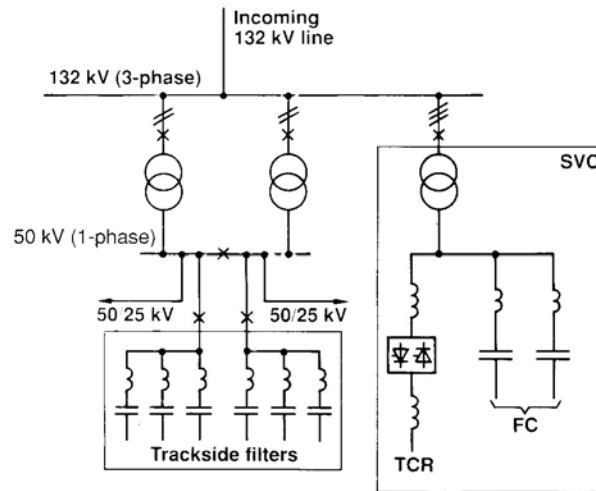 Incoming
132 kV line
132 kV (3-phase)
SVC
50 kV (1-phase)
50/25 kV
50/25 kV
Trackside filters
TCR
FC